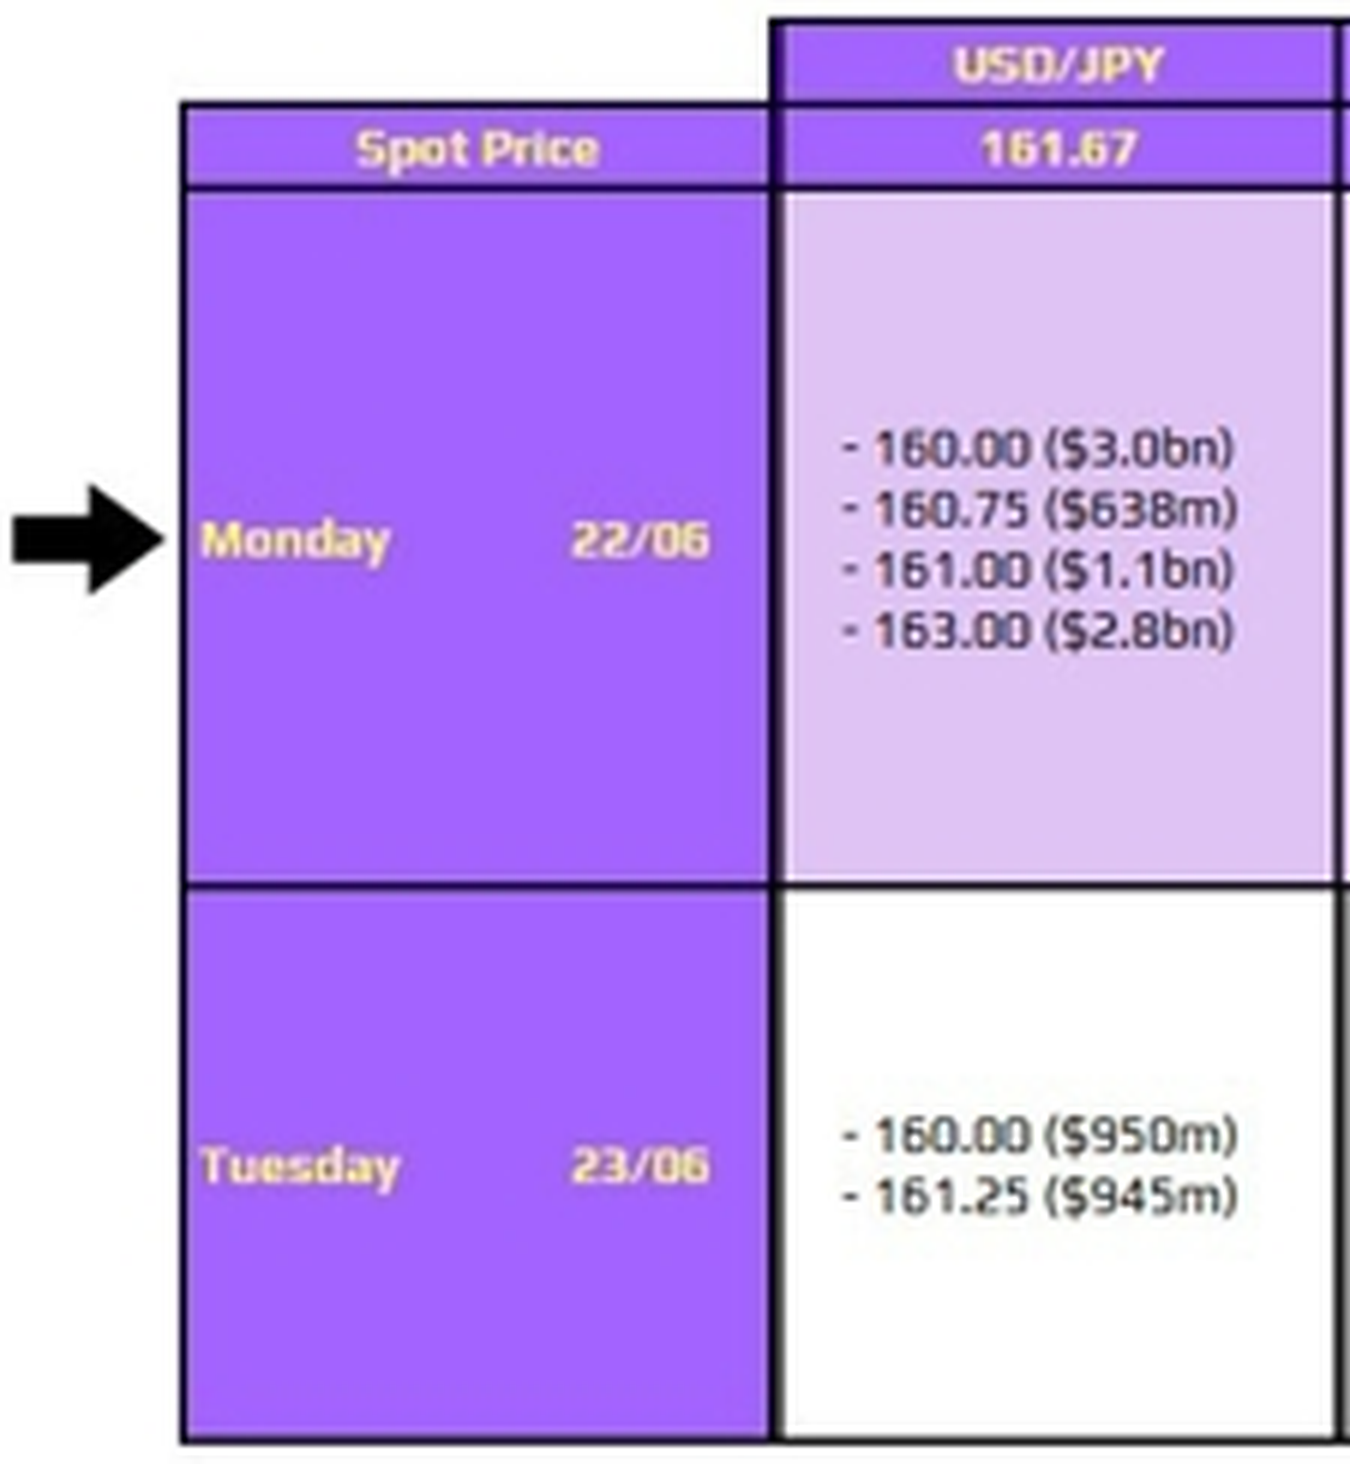 USD/JPY
Spot Price 161.67
Monday 22/06
- 160.00 ($3.0bn)
- 160.75 ($638m)
- 161.00 ($1.1bn)
- 163.00 ($2.8bn)
Tuesday 23/06
- 160.00 ($950m)
- 161.25 ($945m)